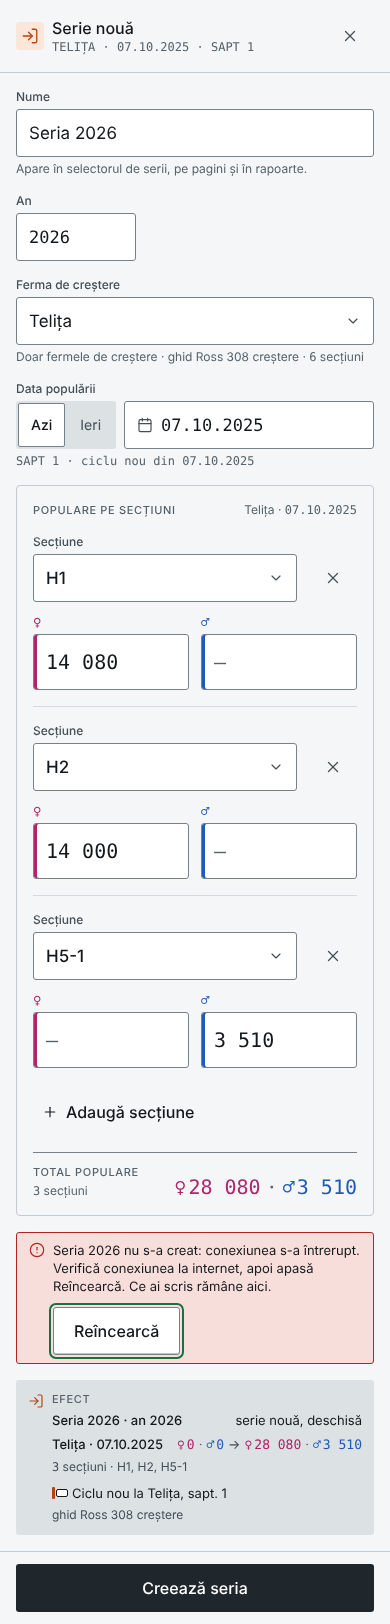 Serie nouă
TELIȚA · 07.10.2025 · SAPT 1
Nume
Seria 2026
Apare în selectorul de serii, pe pagini și în rapoarte.
An
2026
Ferma de creștere
Telița
Doar fermele de creștere · ghid Ross 308 creștere · 6 secțiuni
Data populării
Azi Ieri 07.10.2025
SAPT 1 · ciclu nou din 07.10.2025
POPULARE PE SECȚIUNI Telița · 07.10.2025
Secțiune
H1
♀ ♂
14 080 –
Secțiune
H2
♀ ♂
14 000 –
Secțiune
H5-1
♀ ♂
– 3 510
Adaugă secțiune
TOTAL POPULARE
3 secțiuni ♀28 080 · ♂3 510
Seria 2026 nu s-a creat: conexiunea s-a întrerupt.
Verifică conexiunea la internet, apoi apasă
Reîncearcă. Ce ai scris rămâne aici.
Reîncearcă
EFECT
Seria 2026 · an 2026 serie nouă, deschisă
Telița · 07.10.2025 ♀0 · ♂0 → ♀28 080 · ♂3 510
3 secțiuni · H1, H2, H5-1
Ciclu nou la Telița, sapt. 1
ghid Ross 308 creștere
Creează seria